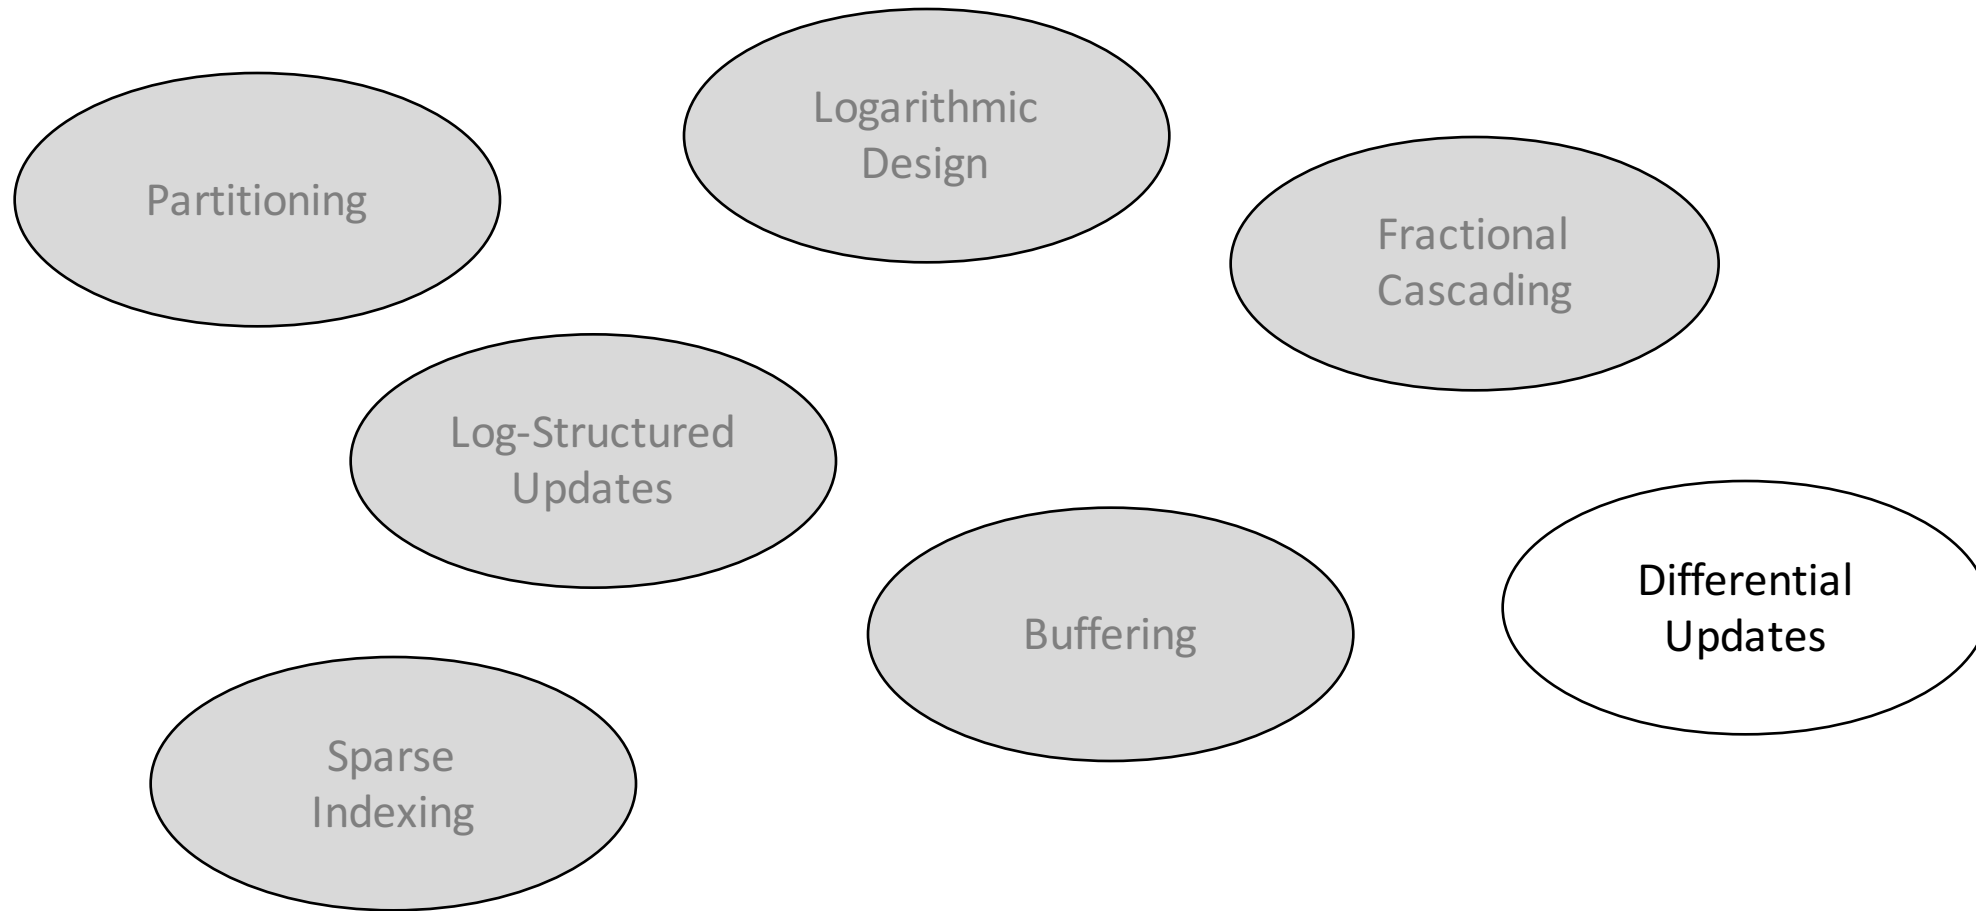 Logarithmic
Design
Partitioning
Fractional
Cascading
Log-Structured
Updates
Differential
Updates
Buffering
Sparse
Indexing